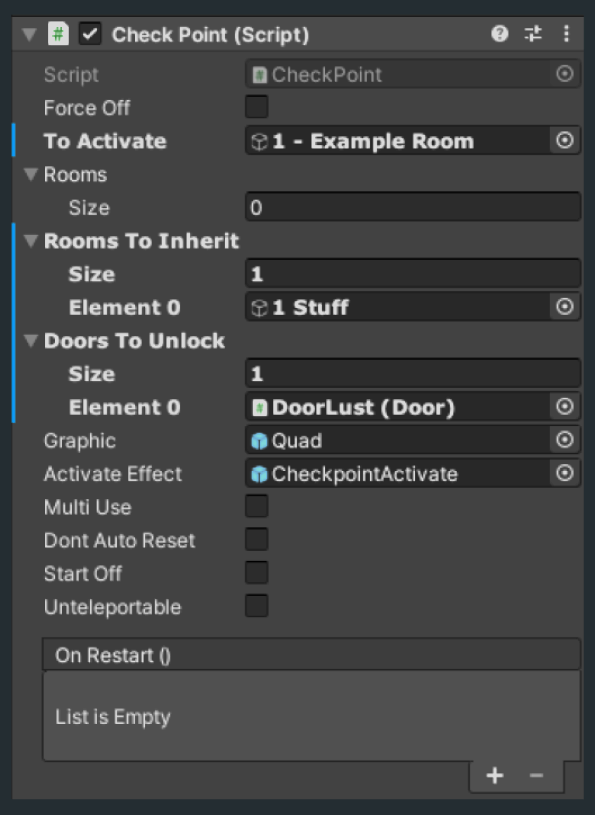 Check Point (Script)
Script CheckPoint
Force Off
To Activate 1 - Example Room
Rooms
Size 0
Rooms To Inherit
Size 1
Element 0 1 Stuff
Doors To Unlock
Size 1
Element 0 DoorLust (Door)
Graphic Quad
Activate Effect CheckpointActivate
Multi Use
Dont Auto Reset
Start Off
Unteleportable
On Restart ()
List is Empty